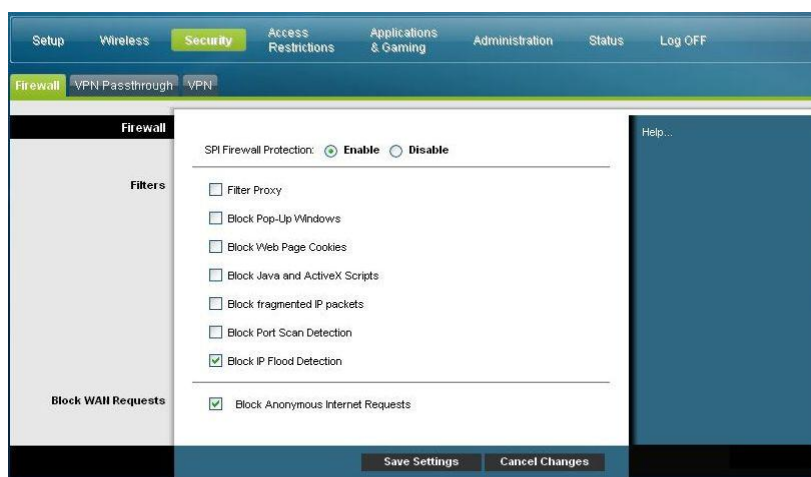 Setup Wireless Security Access Restrictions Applications & Gaming Administration Status Log OFF
Firewall VPN Passthrough VPN
Firewall
Help...
SPI Firewall Protection: Enable Disable
Filters
Filter Proxy
Block Pop-Up Windows
Block Web Page Cookies
Block Java and ActiveX Scripts
Block fragmented IP packets
Block Port Scan Detection
Block IP Flood Detection
Block WAN Requests
Block Anonymous Internet Requests
Save Settings Cancel Changes